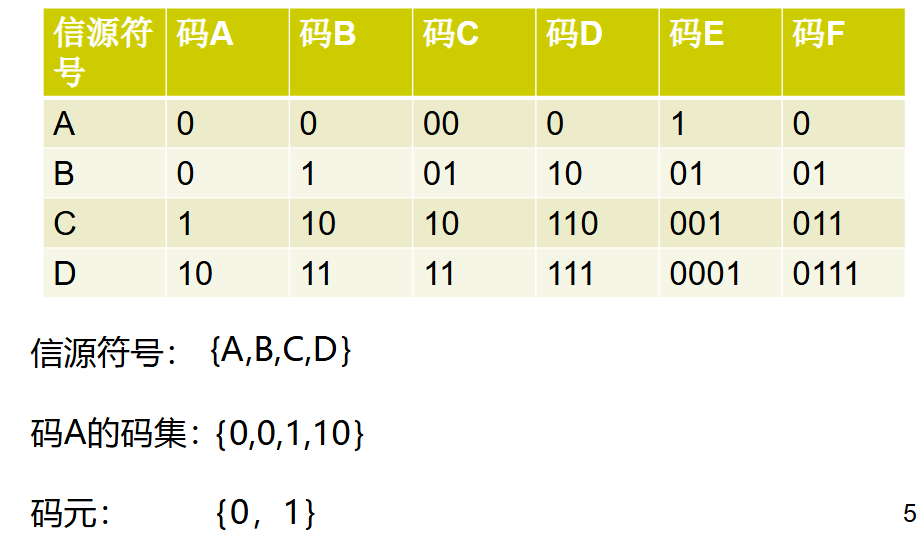 信源符号 码A 码B 码C 码D 码E 码F
A 0 0 00 0 1 0
B 0 1 01 10 01 01
C 1 10 10 110 001 011
D 10 11 11 111 0001 0111
信源符号： {A,B,C,D}
码A的码集：{0,0,1,10}
码元： {0，1}
5